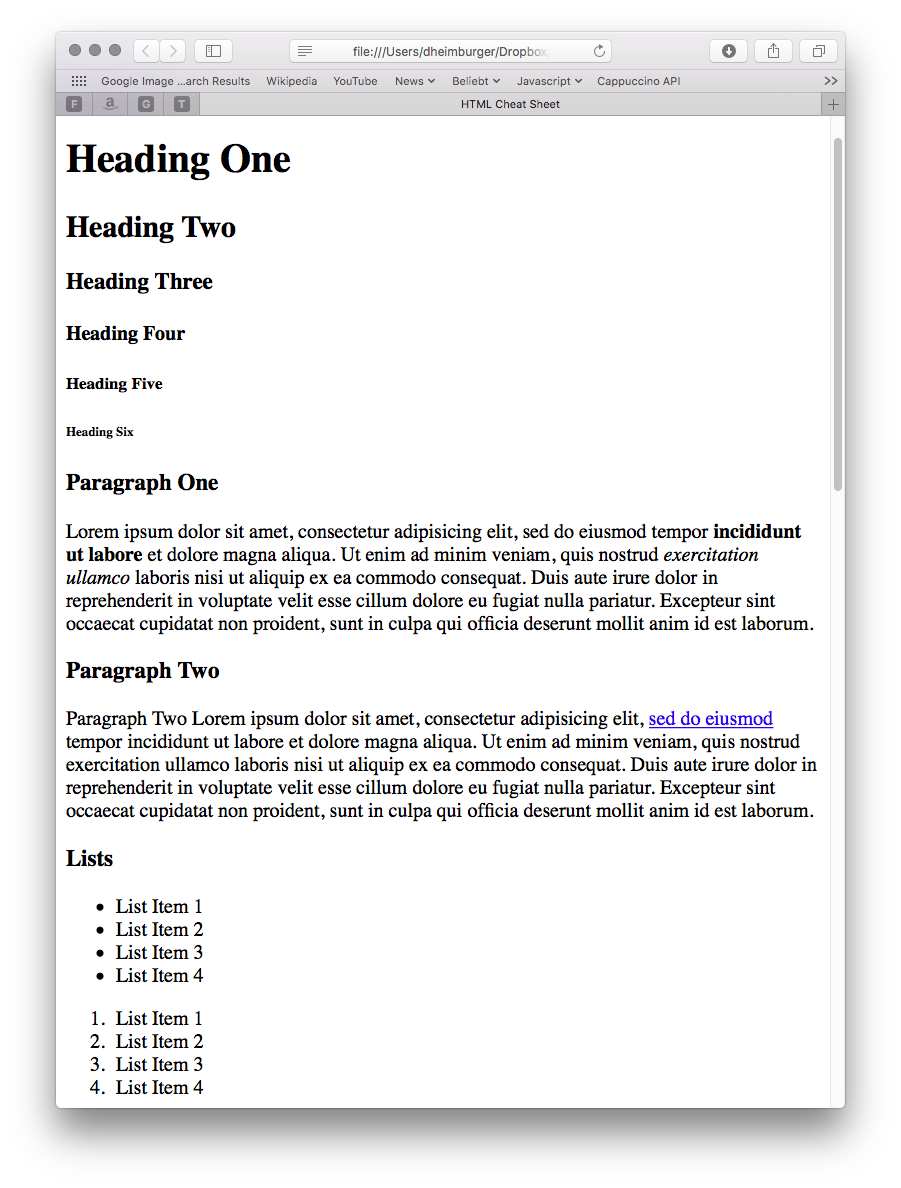 file:///Users/dheimburger/Dropbox
Google Image ...arch Results Wikipedia YouTube News Beliebt Javascript Cappuccino API >>
F a G T HTML Cheat Sheet +
Heading One
Heading Two
Heading Three
Heading Four
Heading Five
Heading Six
Paragraph One
Lorem ipsum dolor sit amet, consectetur adipisicing elit, sed do eiusmod tempor incididunt
ut labore et dolore magna aliqua. Ut enim ad minim veniam, quis nostrud exercitation
ullamco laboris nisi ut aliquip ex ea commodo consequat. Duis aute irure dolor in
reprehenderit in voluptate velit esse cillum dolore eu fugiat nulla pariatur. Excepteur sint
occaecat cupidatat non proident, sunt in culpa qui officia deserunt mollit anim id est laborum.
Paragraph Two
Paragraph Two Lorem ipsum dolor sit amet, consectetur adipisicing elit, sed do eiusmod
tempor incididunt ut labore et dolore magna aliqua. Ut enim ad minim veniam, quis nostrud
exercitation ullamco laboris nisi ut aliquip ex ea commodo consequat. Duis aute irure dolor in
reprehenderit in voluptate velit esse cillum dolore eu fugiat nulla pariatur. Excepteur sint
occaecat cupidatat non proident, sunt in culpa qui officia deserunt mollit anim id est laborum.
Lists
• List Item 1
• List Item 2
• List Item 3
• List Item 4
1. List Item 1
2. List Item 2
3. List Item 3
4. List Item 4